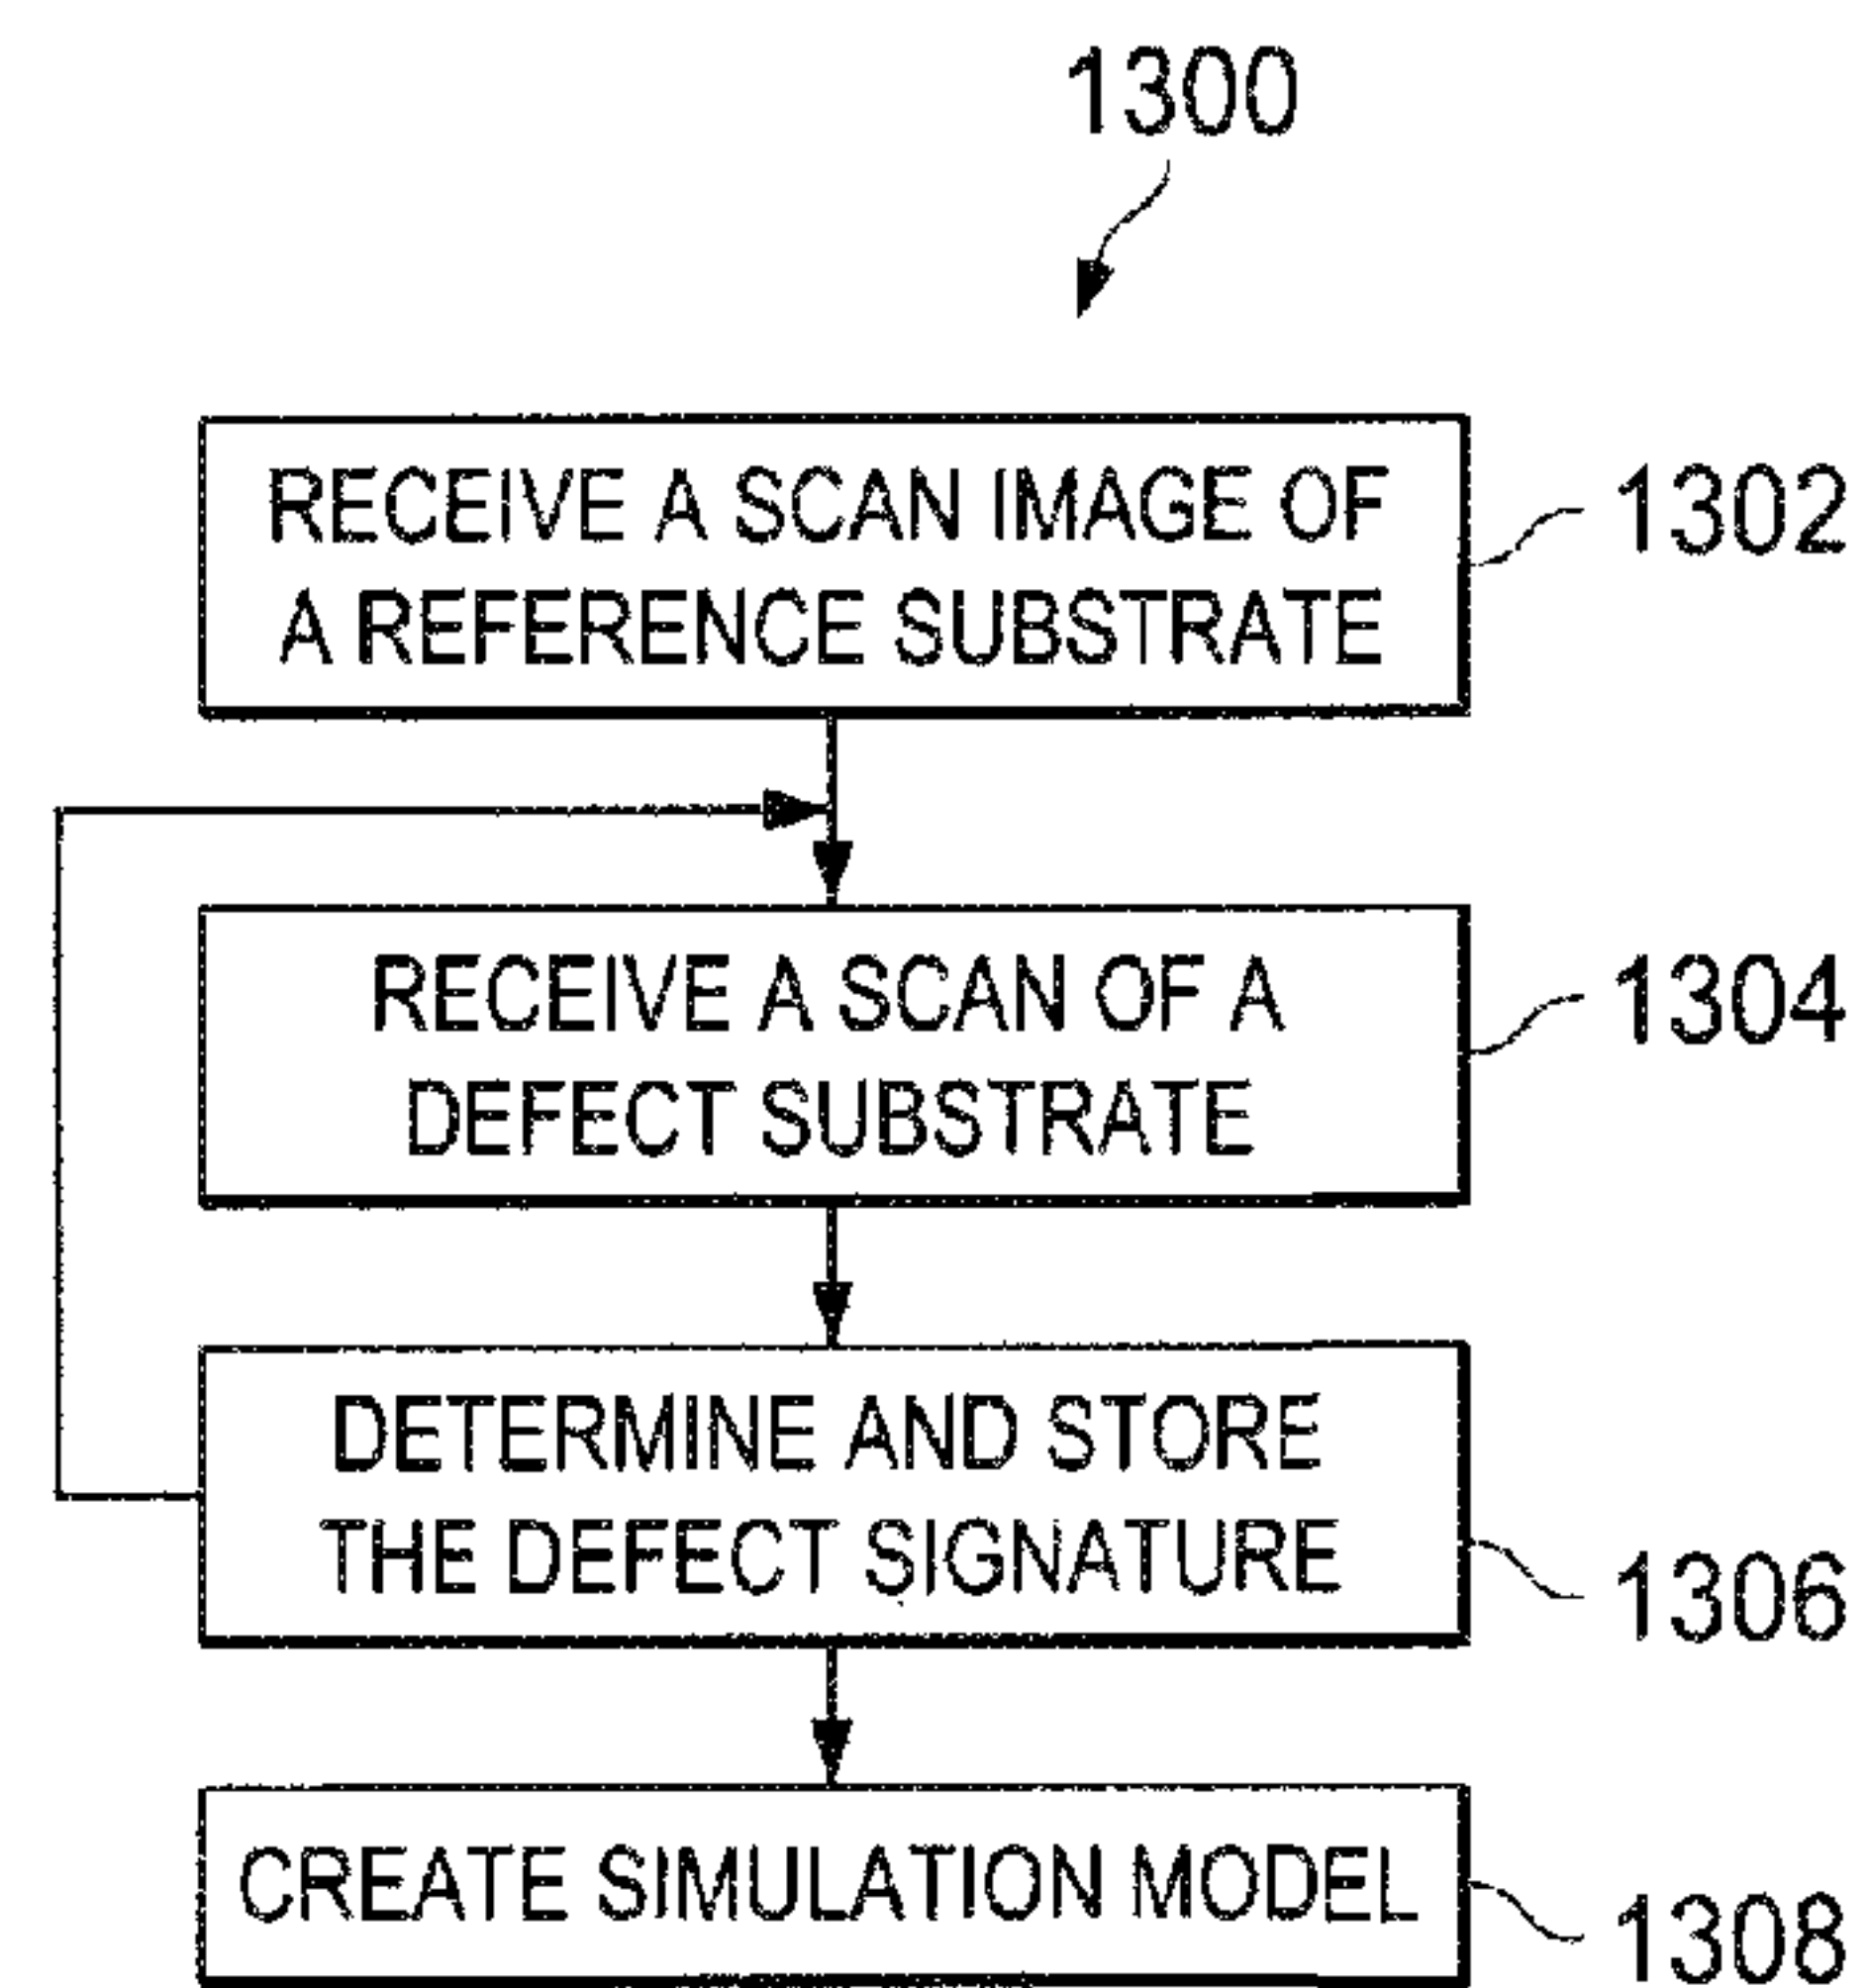 1300
RECEIVE A SCAN IMAGE OF
A REFERENCE SUBSTRATE
1302
RECEIVE A SCAN OF A
DEFECT SUBSTRATE
1304
DETERMINE AND STORE
THE DEFECT SIGNATURE
1306
CREATE SIMULATION MODEL
1308